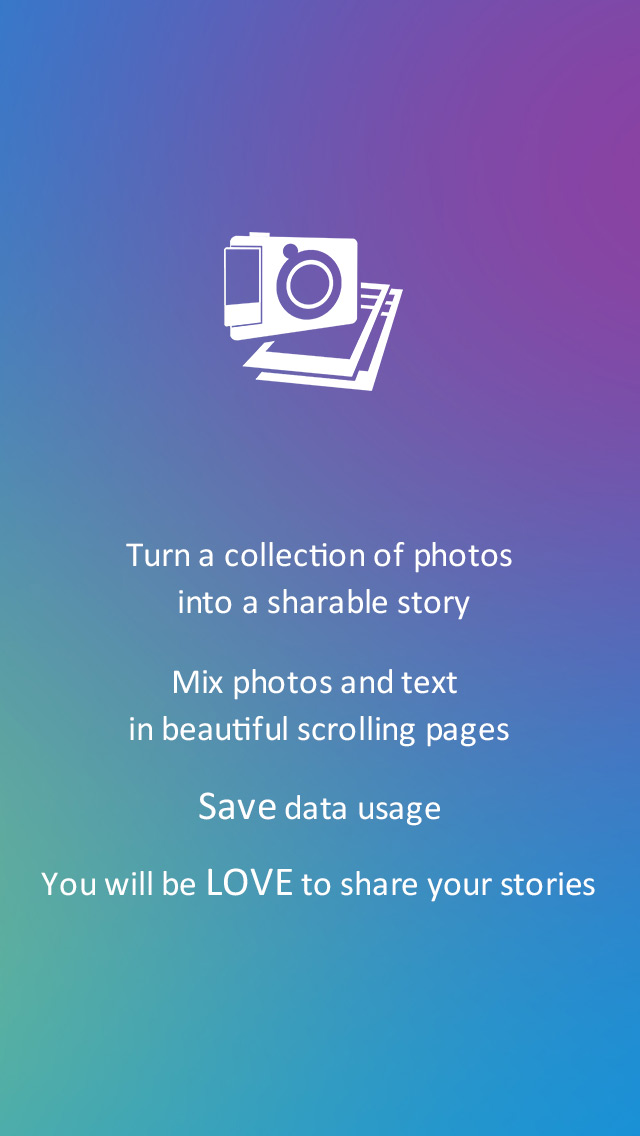 Turn a collection of photos
into a sharable story
Mix photos and text
in beautiful scrolling pages
Save data usage
You will be LOVE to share your stories